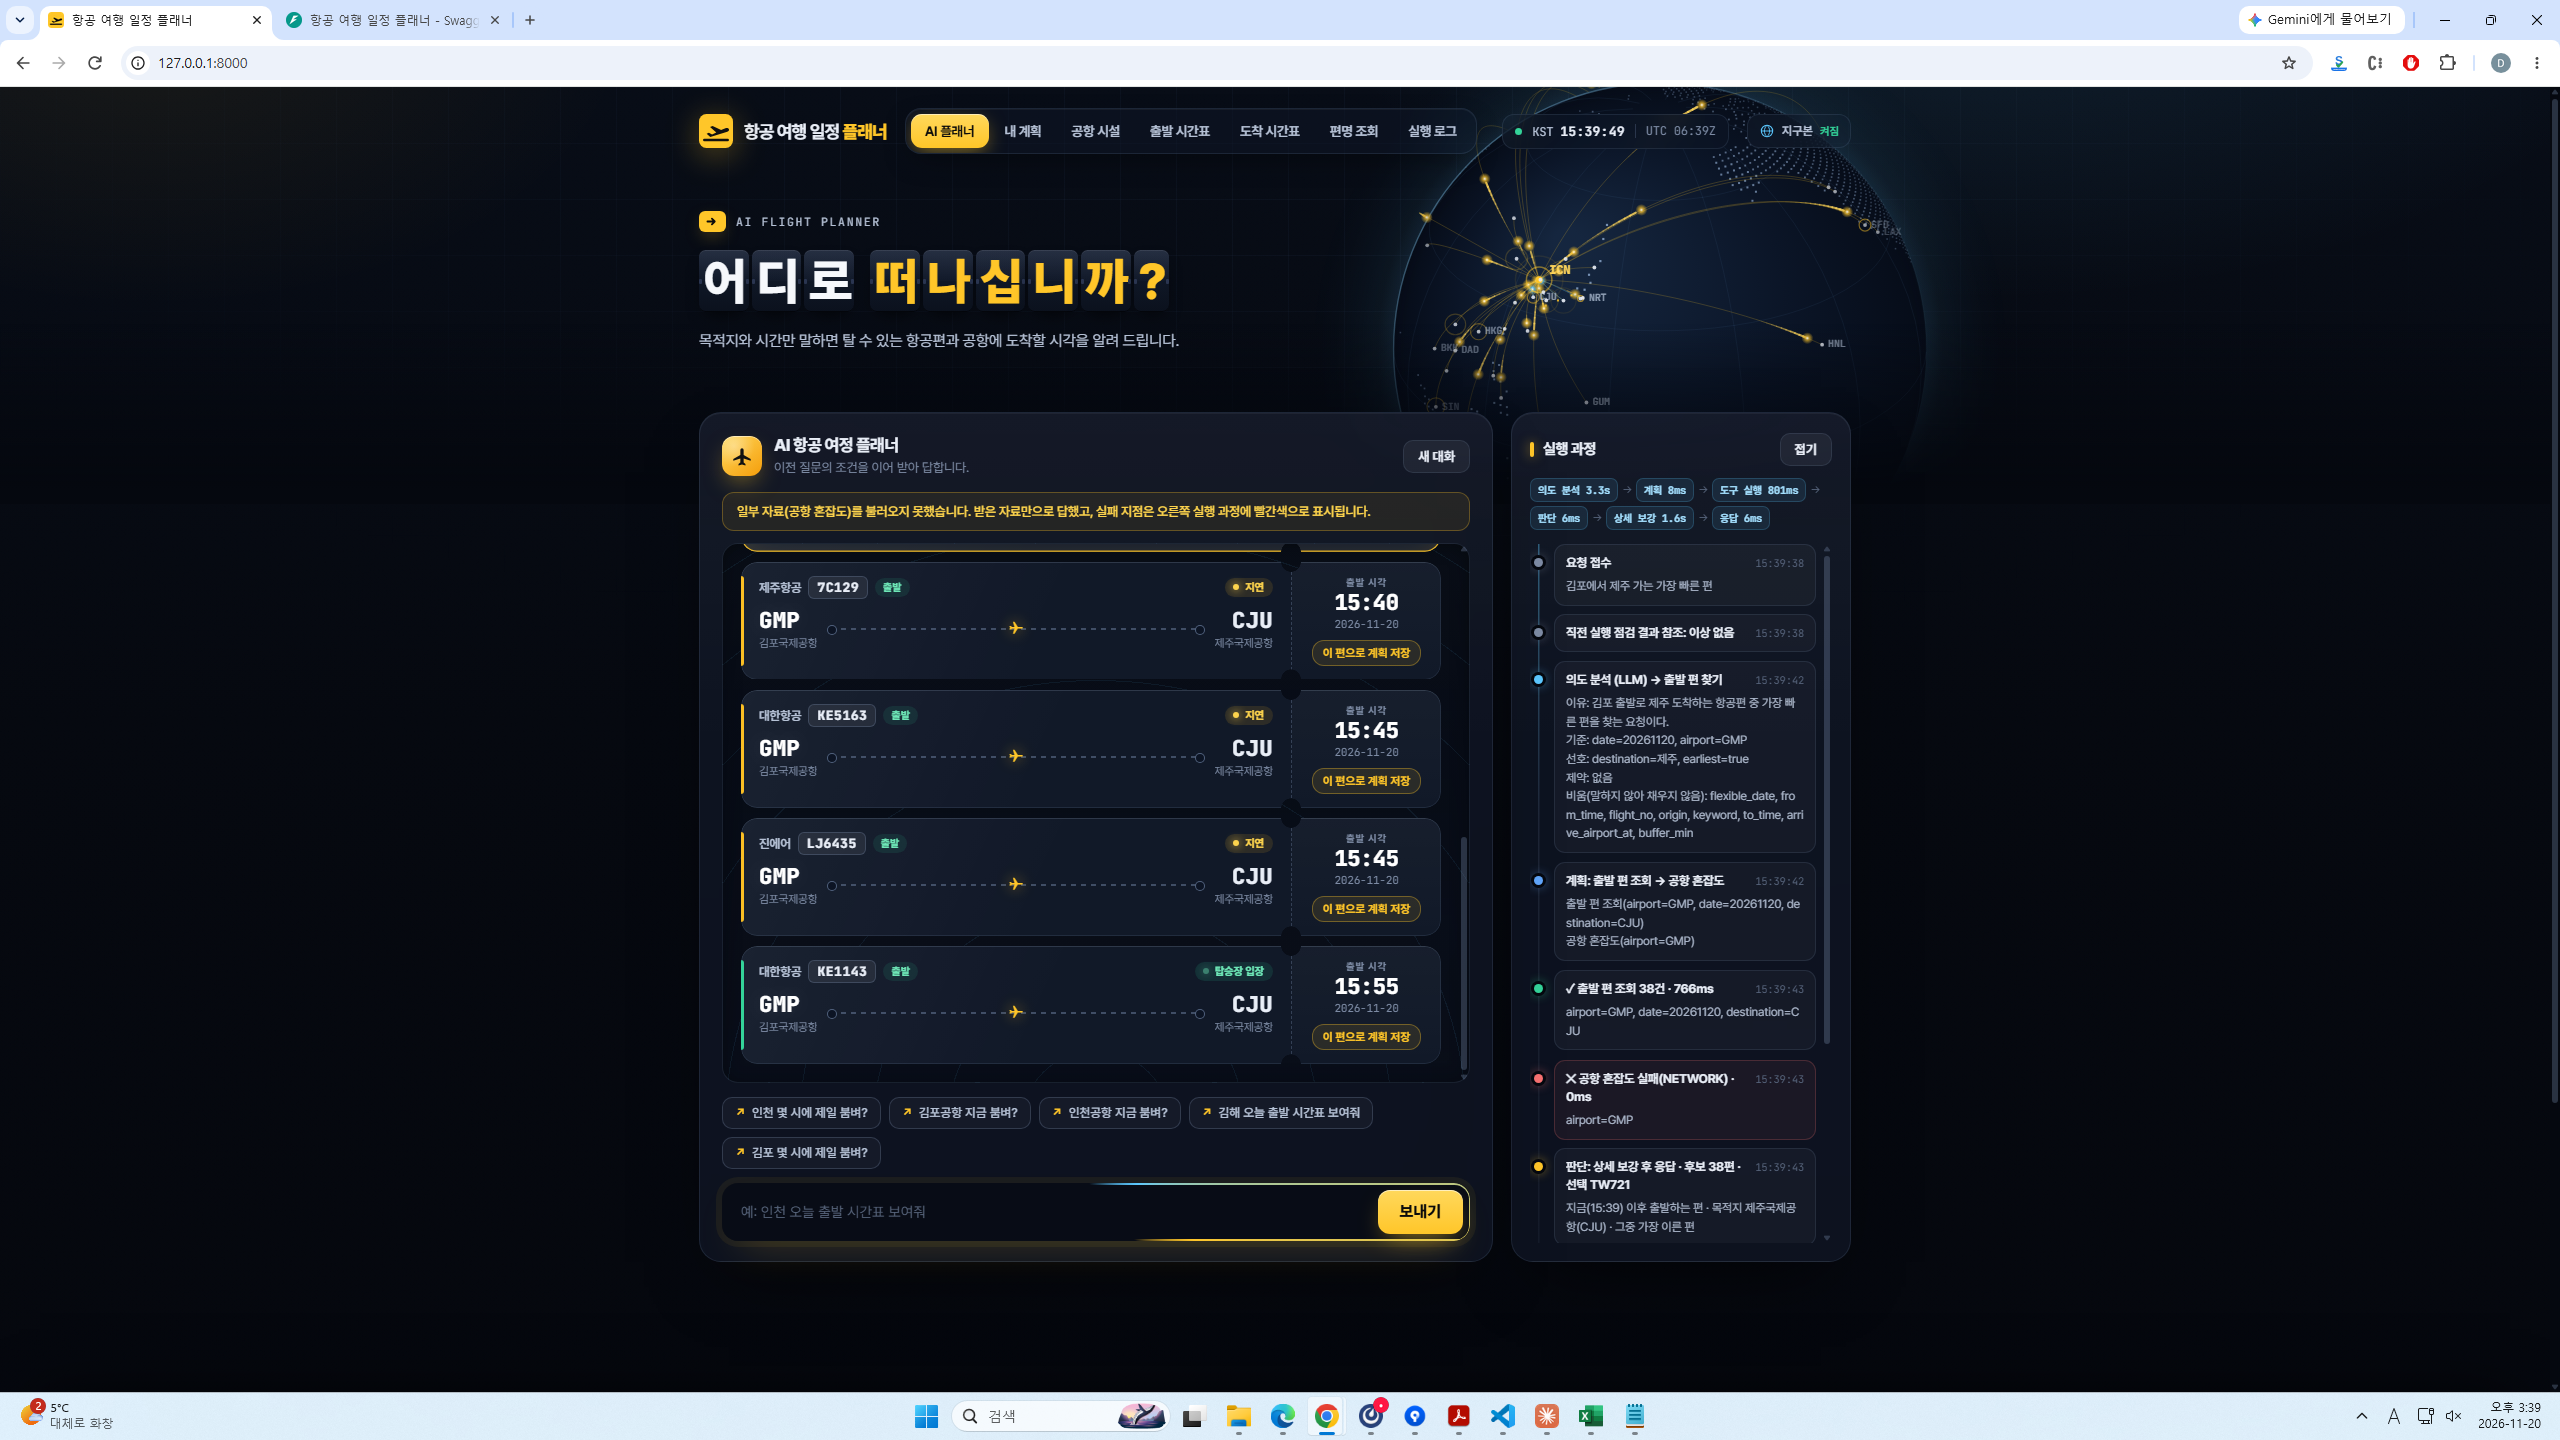 항공 여행 일정 플래너
항공 여행 일정 플래너 - Swagg
Gemini에게 물어보기
127.0.0.1:8000
D
항공 여행 일정 플래너
AI 플래너
내 계획
공항 시설
출발 시간표
도착 시간표
편명 조회
실행 로그
KST 15:39:49
UTC 06:39Z
지구본 켜짐
AI FLIGHT PLANNER
어디로 떠나십니까?
목적지와 시간만 말하면 탈 수 있는 항공편과 공항에 도착할 시각을 알려 드립니다.
ICN
CJU
NRT
HKG
DAD
SIN
GUM
HNL
SFO
LAX
AI 항공 여정 플래너
이전 질문의 조건을 이어 받아 답합니다.
새 대화
일부 자료(공항 혼잡도)를 불러오지 못했습니다. 받은 자료만으로 답했고, 실패 지점은 오른쪽 실행 과정에 빨간색으로 표시됩니다.
제주항공 7C129 출발 지연
GMP CJU
김포국제공항 제주국제공항
출발 시각
15:40
2026-11-20
이 편으로 계획 저장
대한항공 KE5163 출발 지연
GMP CJU
김포국제공항 제주국제공항
출발 시각
15:45
2026-11-20
이 편으로 계획 저장
진에어 LJ6435 출발 지연
GMP CJU
김포국제공항 제주국제공항
출발 시각
15:45
2026-11-20
이 편으로 계획 저장
대한항공 KE1143 출발 탑승장 입장
GMP CJU
김포국제공항 제주국제공항
출발 시각
15:55
2026-11-20
이 편으로 계획 저장
인천 몇 시에 제일 붐벼?
김포공항 지금 붐벼?
인천공항 지금 붐벼?
김해 오늘 출발 시간표 보여줘
김포 몇 시에 제일 붐벼?
예: 인천 오늘 출발 시간표 보여줘
보내기
실행 과정
접기
의도 분석 3.3s → 계획 8ms → 도구 실행 801ms →
판단 6ms → 상세 보강 1.6s → 응답 6ms
요청 접수 15:39:38
김포에서 제주 가는 가장 빠른 편
직전 실행 점검 결과 참조: 이상 없음 15:39:38
의도 분석 (LLM) → 출발 편 찾기 15:39:42
이유: 김포 출발로 제주 도착하는 항공편 중 가장 빠
른 편을 찾는 요청이다.
기준: date=20261120, airport=GMP
선호: destination=제주, earliest=true
제약: 없음
비움(말하지 않아 채우지 않음): flexible_date, fro
m_time, flight_no, origin, keyword, to_time, arri
ve_airport_at, buffer_min
계획: 출발 편 조회 → 공항 혼잡도 15:39:42
출발 편 조회(airport=GMP, date=20261120, de
stination=CJU)
공항 혼잡도(airport=GMP)
✓ 출발 편 조회 38건 · 766ms 15:39:43
airport=GMP, date=20261120, destination=C
JU
✕ 공항 혼잡도 실패(NETWORK) · 15:39:43
0ms
airport=GMP
판단: 상세 보강 후 응답 · 후보 38편 · 15:39:43
선택 TW721
지금(15:39) 이후 출발하는 편 · 목적지 제주국제공
항(CJU) · 그중 가장 이른 편
2
5°C
대체로 화창
검색
A
오후 3:39
2026-11-20